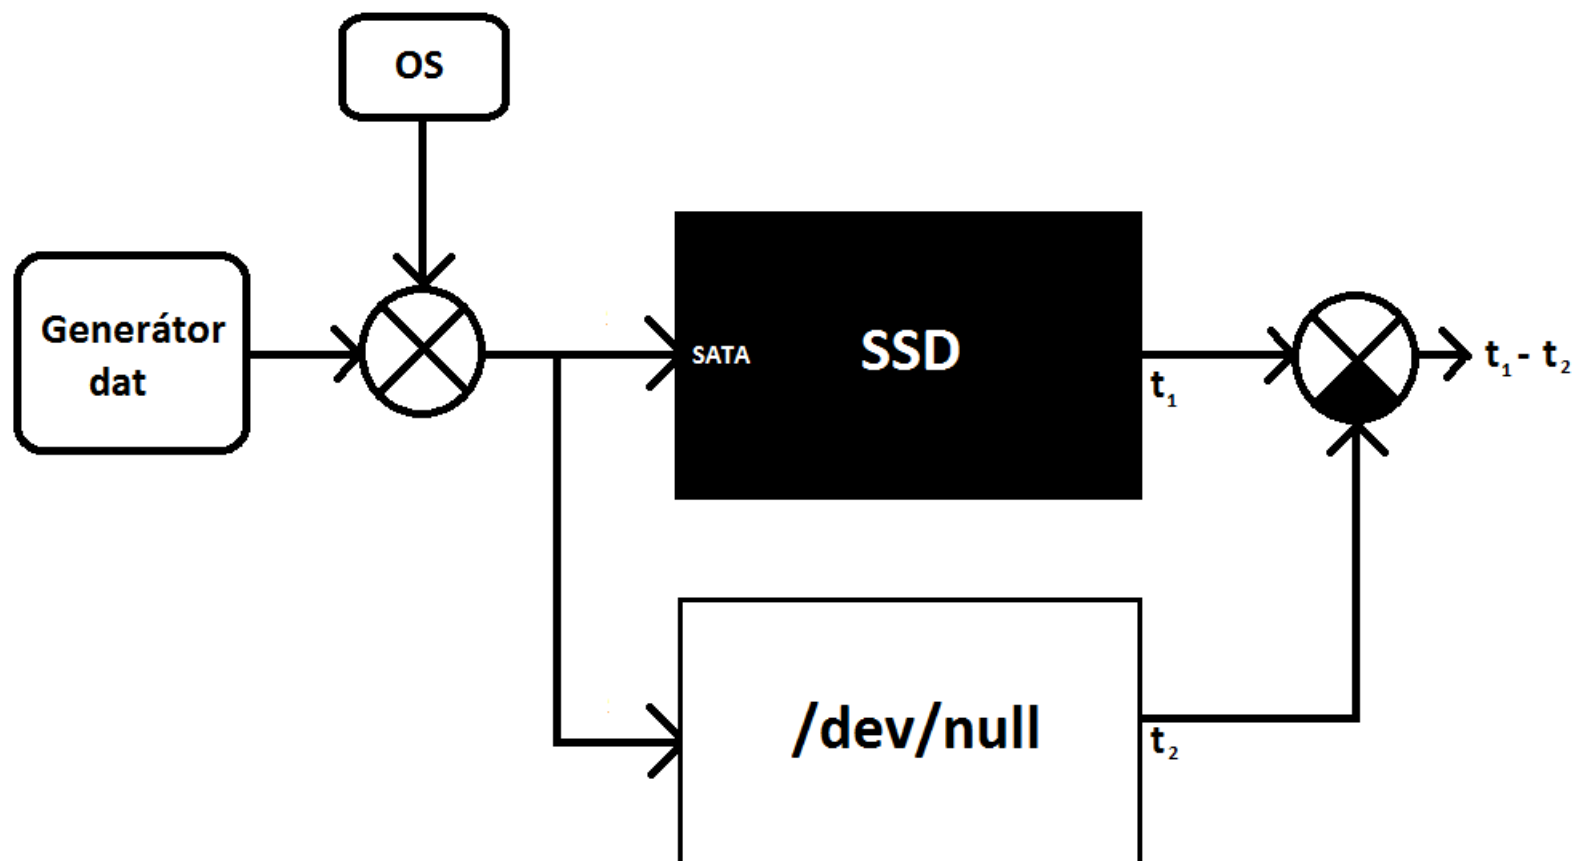 OS
Generátor
dat
SATA
SSD
t₁
t₁ - t₂
/dev/null
t₂